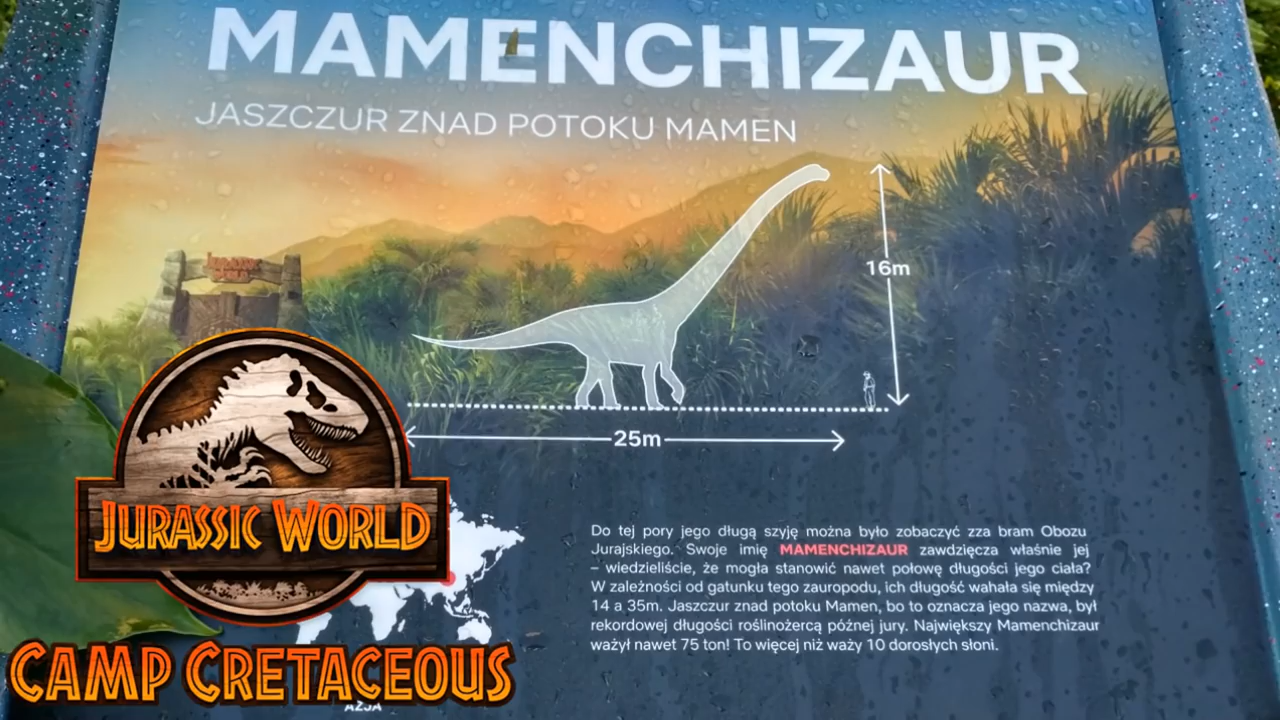 MAMENCHIZAUR
JASZCZUR ZNAD POTOKU MAMEN
JURASSIC
16m
25m
JURASSIC WORLD
CAMP CRETACEOUS
Do tej pory jego długą szyję można było zobaczyć zza bram Obozu
Jurajskiego. Swoje imię MAMENCHIZAUR zawdzięcza właśnie jej
– wiedzieliście, że mogła stanowić nawet połowę długości jego ciała?
W zależności od gatunku tego zauropodu, ich długość wahała się między
14 a 35m. Jaszczur znad potoku Mamen, bo to oznacza jego nazwa, był
rekordowej długości roślinożercą późnej jury. Największy Mamenchizaur
ważył nawet 75 ton! To więcej niż waży 10 dorosłych słoni.
AZJA